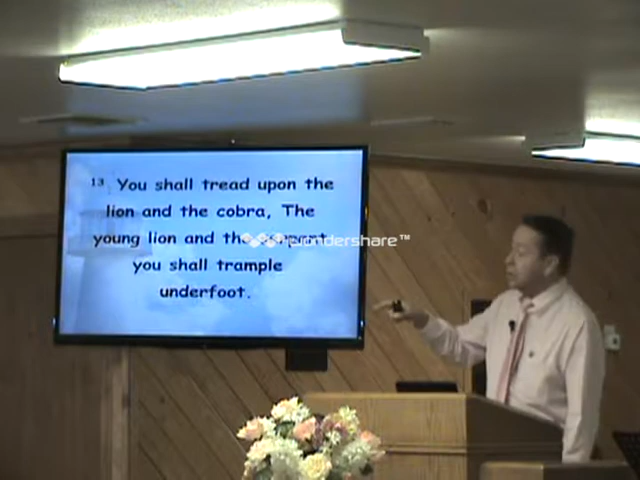 13 You shall tread upon the
lion and the cobra, The
young lion and the serpent
you shall trample
underfoot.
wondershare™